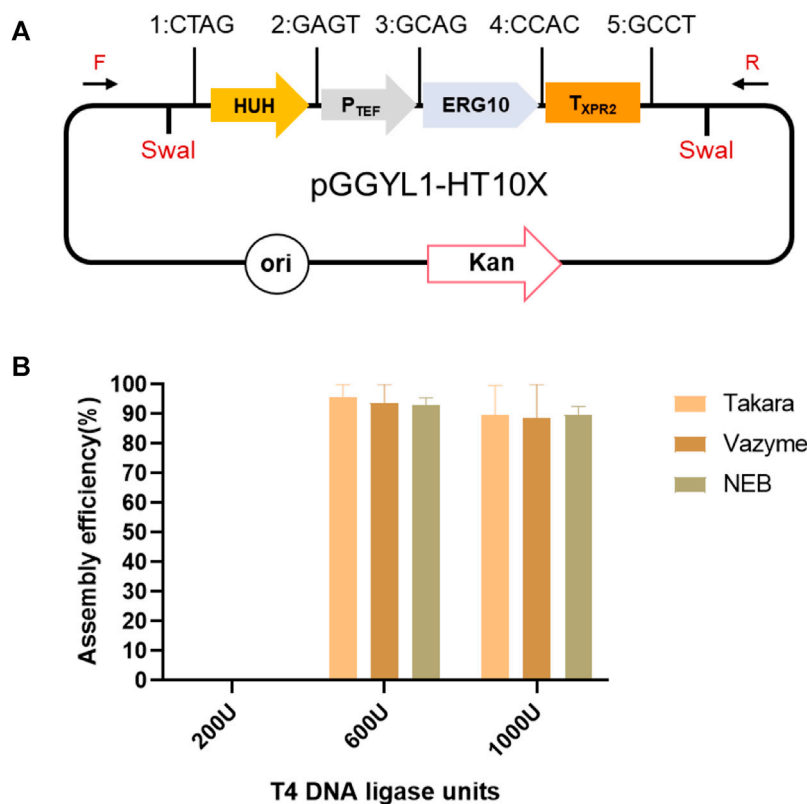 A
1:CTAG 2:GAGT 3:GCAG 4:CCAC 5:GCCT
F
R
HUH
PTEF
ERG10
TXPR2
SwaI
SwaI
pGGYL1-HT10X
ori
Kan
B
100
90
80
70
60
50
40
30
20
10
0
Assembly efficiency(%)
200U
600U
1000U
T4 DNA ligase units
Takara
Vazyme
NEB